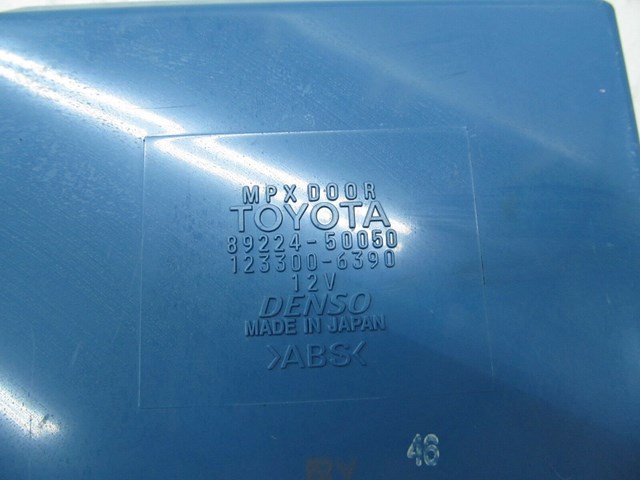 MPX DOOR
TOYOTA
89224-50050
123300-6390
12V
DENSO
MADE IN JAPAN
>ABS<
46